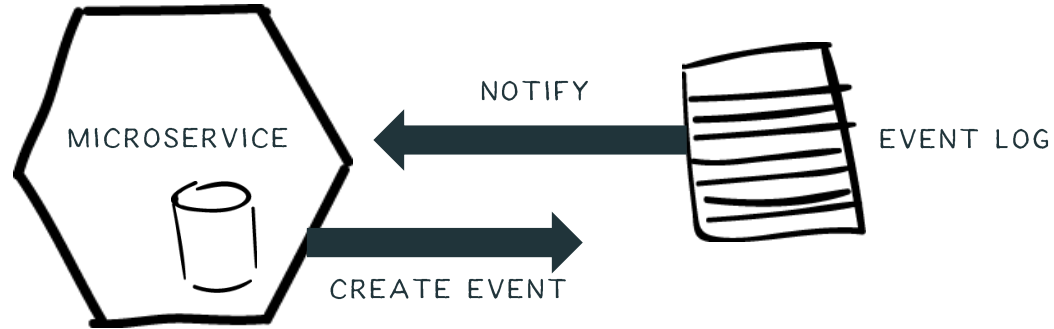 NOTIFY
MICROSERVICE
EVENT LOG
CREATE EVENT